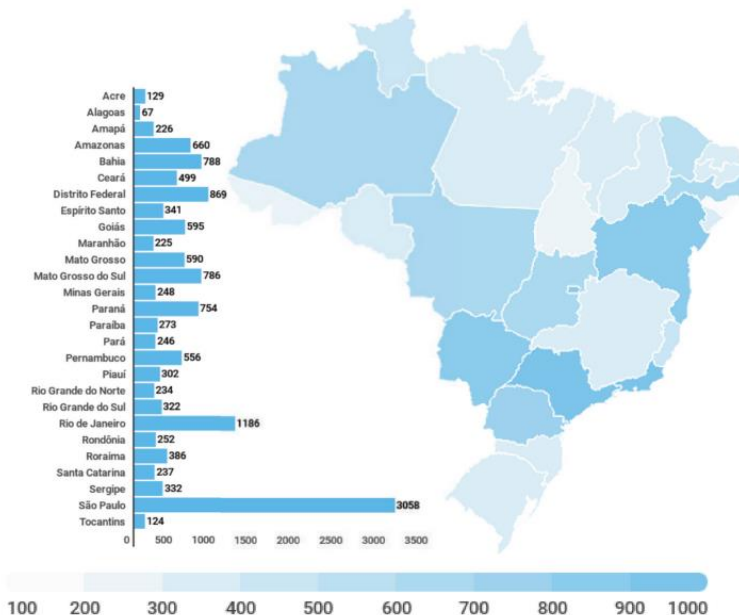 Acre 129
Alagoas 67
Amapá 226
Amazonas 660
Bahia 788
Ceará 499
Distrito Federal 869
Espírito Santo 341
Goiás 595
Maranhão 225
Mato Grosso 590
Mato Grosso do Sul 786
Minas Gerais 248
Paraná 754
Paraíba 273
Pará 246
Pernambuco 556
Piauí 302
Rio Grande do Norte 234
Rio Grande do Sul 322
Rio de Janeiro 1186
Rondônia 252
Roraima 386
Santa Catarina 237
Sergipe 332
São Paulo 3058
Tocantins 124
0 500 1000 1500 2000 2500 3000 3500
100 200 300 400 500 600 700 800 900 1000